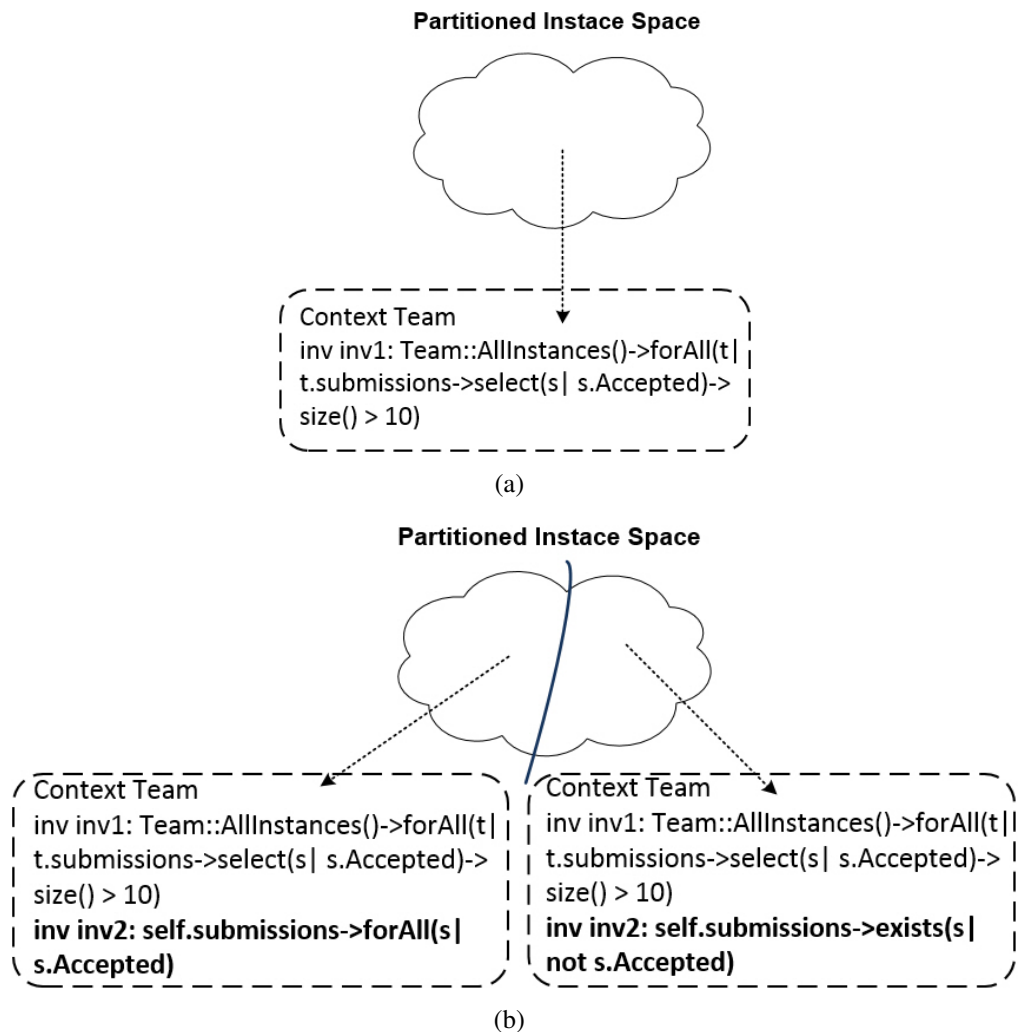 Partitioned Instace Space
Context Team
inv inv1: Team::AllInstances()->forAll(t|
t.submissions->select(s| s.Accepted)->
size() > 10)
(a)
Partitioned Instace Space
Context Team
inv inv1: Team::AllInstances()->forAll(t|
t.submissions->select(s| s.Accepted)->
size() > 10)
inv inv2: self.submissions->forAll(s|
s.Accepted)
Context Team
inv inv1: Team::AllInstances()->forAll(t|
t.submissions->select(s| s.Accepted)->
size() > 10)
inv inv2: self.submissions->exists(s|
not s.Accepted)
(b)